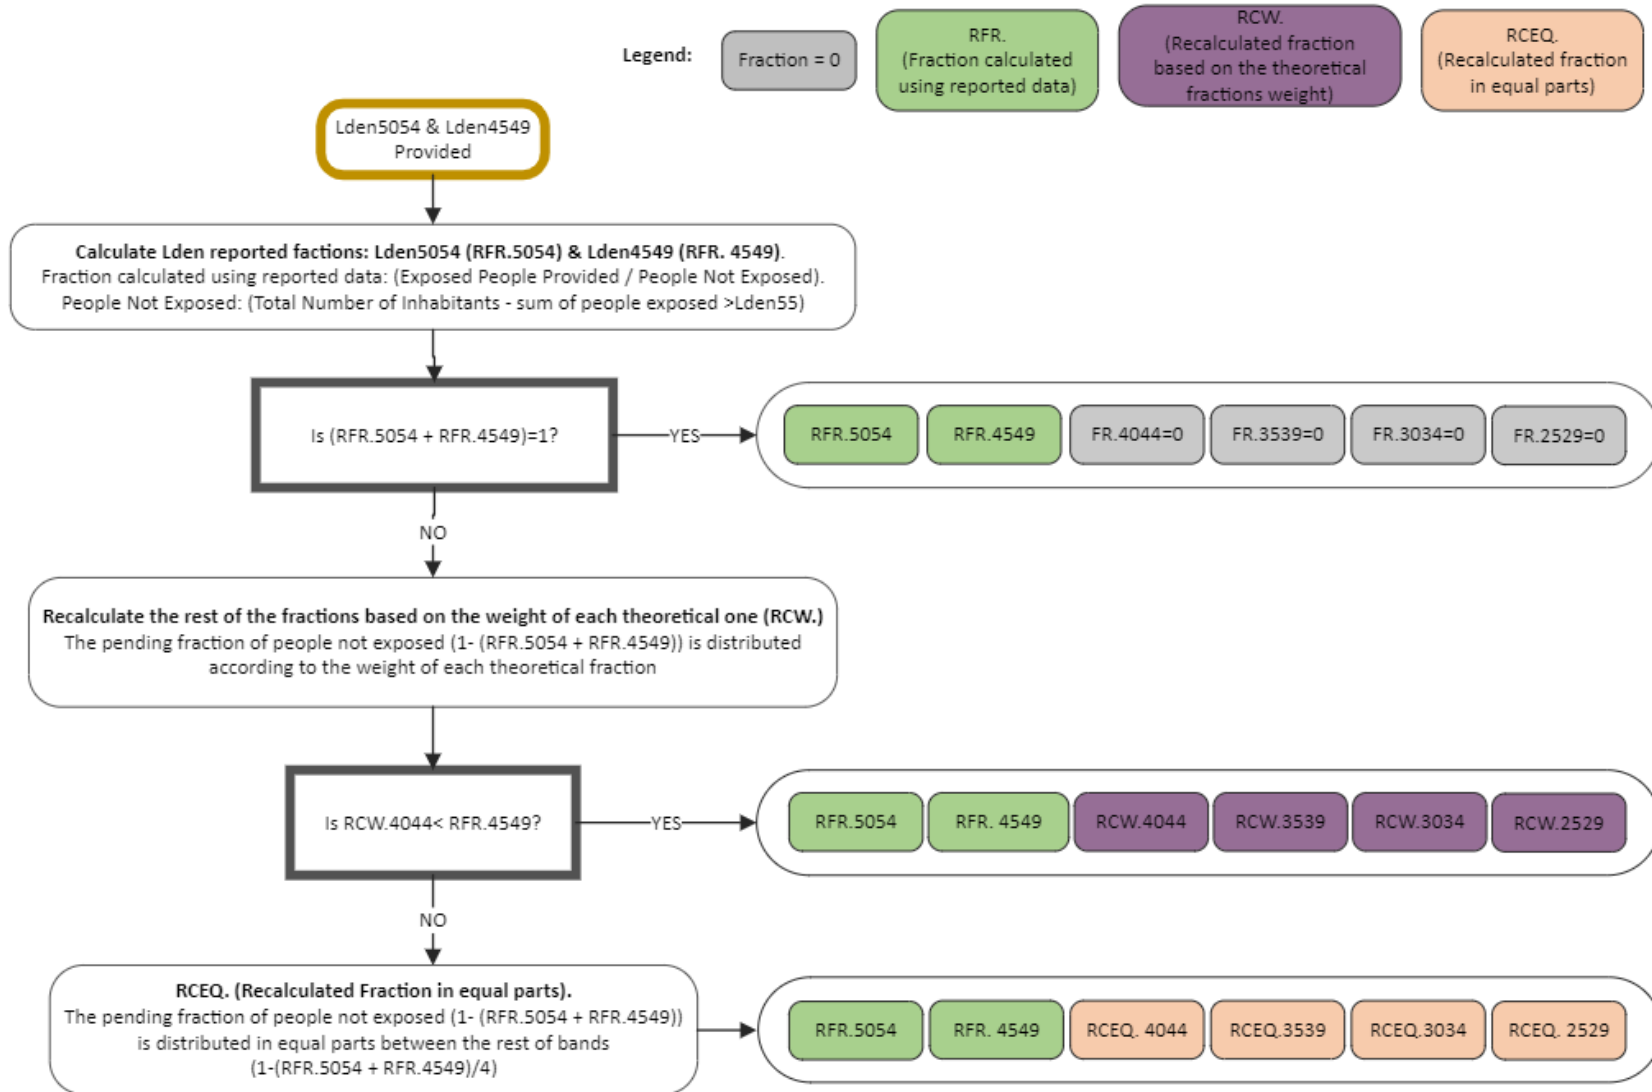 Legend:
Fraction = 0
RFR.
(Fraction calculated
using reported data)
RCW.
(Recalculated fraction
based on the theoretical
fractions weight)
RCEQ.
(Recalculated fraction
in equal parts)
Lden5054 & Lden4549
Provided
Calculate Lden reported factions: Lden5054 (RFR.5054) & Lden4549 (RFR. 4549).
Fraction calculated using reported data: (Exposed People Provided / People Not Exposed).
People Not Exposed: (Total Number of Inhabitants - sum of people exposed >Lden55)
Is (RFR.5054 + RFR.4549)=1?
YES
RFR.5054
RFR.4549
FR.4044=0
FR.3539=0
FR.3034=0
FR.2529=0
NO
Recalculate the rest of the fractions based on the weight of each theoretical one (RCW.)
The pending fraction of people not exposed (1- (RFR.5054 + RFR.4549)) is distributed
according to the weight of each theoretical fraction
Is RCW.4044< RFR.4549?
YES
RFR.5054
RFR. 4549
RCW.4044
RCW.3539
RCW.3034
RCW.2529
NO
RCEQ. (Recalculated Fraction in equal parts).
The pending fraction of people not exposed (1- (RFR.5054 + RFR.4549))
is distributed in equal parts between the rest of bands
(1-(RFR.5054 + RFR.4549)/4)
RFR.5054
RFR. 4549
RCEQ. 4044
RCEQ.3539
RCEQ.3034
RCEQ. 2529